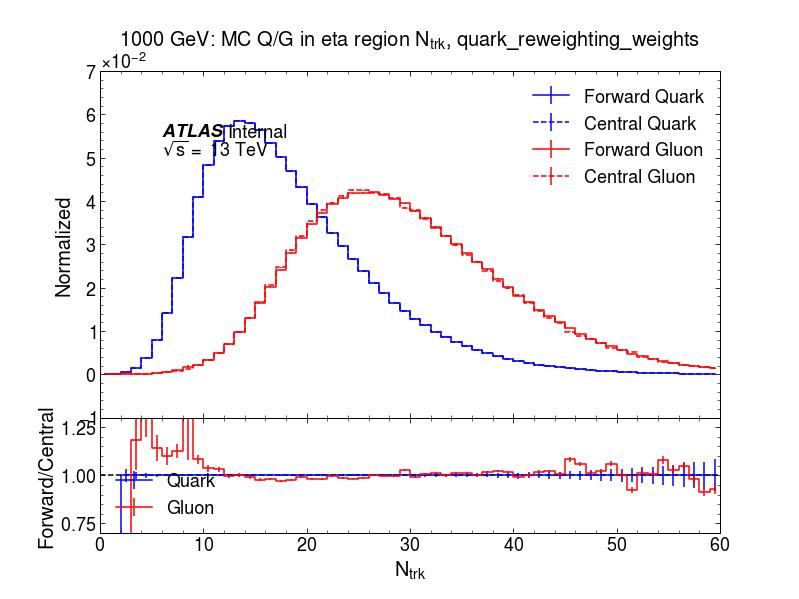 1000 GeV: MC Q/G in eta region N_trk, quark_reweighting_weights
×10⁻²
7
6
5
4
3
2
1
0
−1
Normalized
ATLAS Internal
√s = 13 TeV
Forward Quark
Central Quark
Forward Gluon
Central Gluon
1.25
1.00
0.75
Forward/Central
Quark
Gluon
0 10 20 30 40 50 60
N_trk